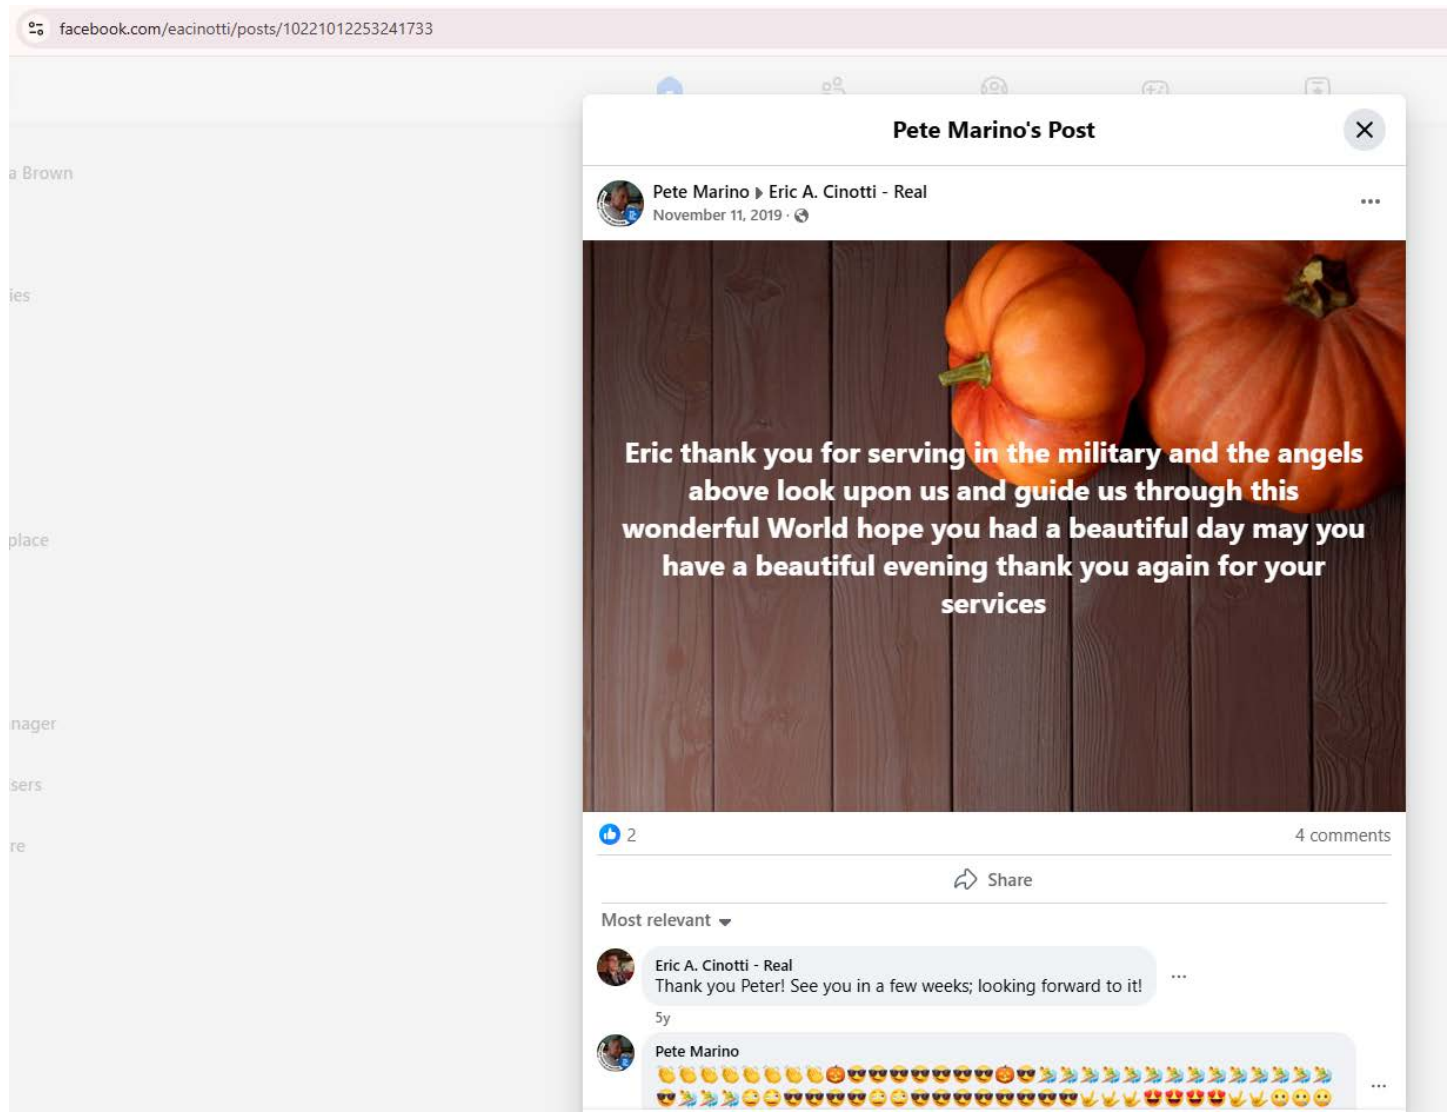 facebook.com/eacinotti/posts/10221012253241733
Pete Marino's Post
a Brown
Pete Marino ▸ Eric A. Cinotti - Real
November 11, 2019 ·
ies
Eric thank you for serving in the military and the angels
above look upon us and guide us through this
wonderful World hope you had a beautiful day may you
have a beautiful evening thank you again for your
services
place
nager
sers
re
2
4 comments
Share
Most relevant
Eric A. Cinotti - Real
Thank you Peter! See you in a few weeks; looking forward to it!
5y
Pete Marino